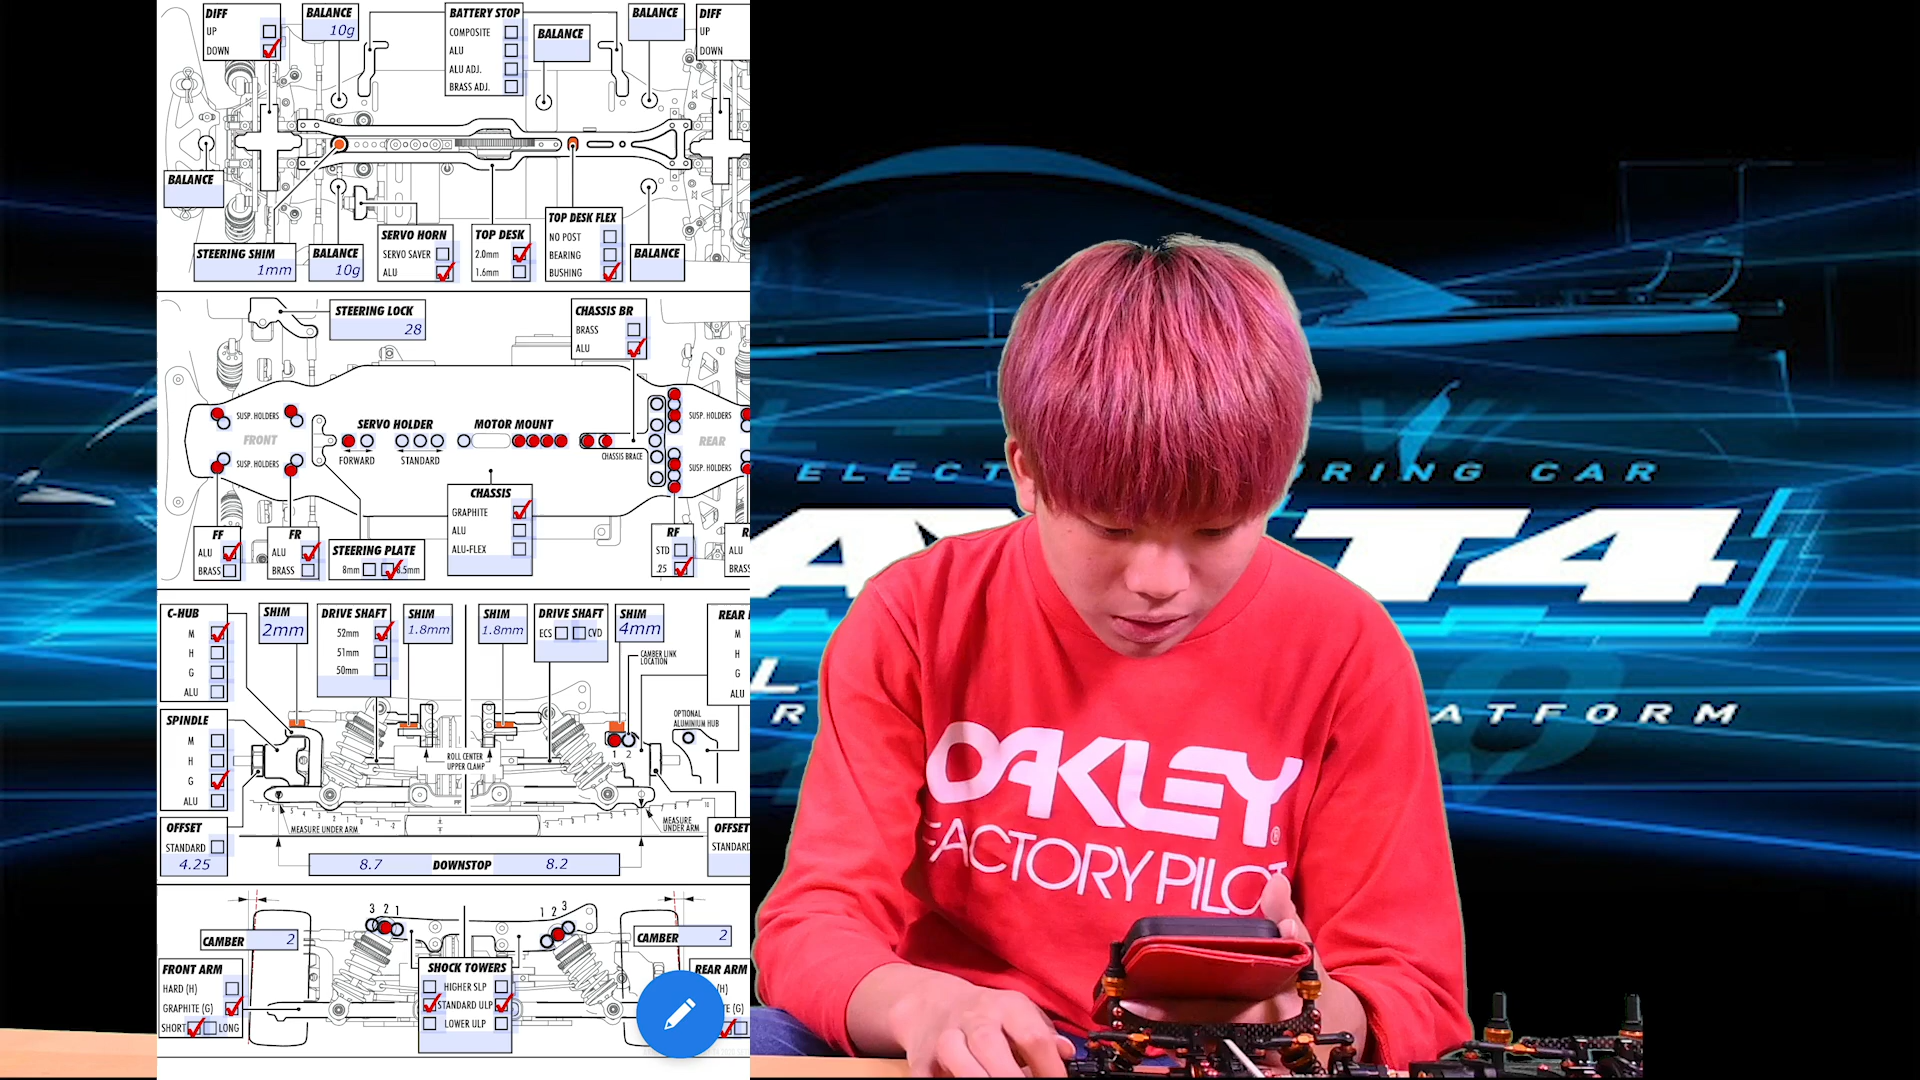 DIFF
UP
DOWN
BALANCE
10g
BATTERY STOP
COMPOSITE
ALU
ALU ADJ.
BRASS ADJ.
BALANCE
BALANCE
DIFF
UP
DOWN
BALANCE
STEERING SHIM
1mm
BALANCE
10g
SERVO HORN
SERVO SAVER
ALU
TOP DESK
2.0mm
1.6mm
TOP DESK FLEX
NO POST
BEARING
BUSHING
BALANCE
STEERING LOCK
28
CHASSIS BR
BRASS
ALU
SUSP. HOLDERS
FRONT
SUSP. HOLDERS
SERVO HOLDER
FORWARD
STANDARD
MOTOR MOUNT
CHASSIS BRACE
SUSP. HOLDERS
REAR
SUSP. HOLDERS
CHASSIS
GRAPHITE
ALU
ALU-FLEX
FF
ALU
BRASS
FR
ALU
BRASS
STEERING PLATE
8mm
RF
STD
.25
ALU
C-HUB
M
H
G
ALU
SHIM
2mm
DRIVE SHAFT
52mm
51mm
50mm
SHIM
1.8mm
SHIM
1.8mm
DRIVE SHAFT
ECS CVD
SHIM
4mm
CAMBER LINK
LOCATION
REAR
M
H
G
ALU
SPINDLE
M
H
G
ALU
OPTIONAL
ALUMINIUM HUB
1 2
ROLL CENTER
UPPER CLAMP
MEASURE UNDER ARM
MEASURE
UNDER ARM
OFFSET
STANDARD
4.25
8.7 DOWNSTOP 8.2
OFFSET
STANDARD
3 2 1
1 2 3
CAMBER 2
CAMBER 2
FRONT ARM
HARD (H)
GRAPHITE (G)
SHORT LONG
SHOCK TOWERS
HIGHER SLP
STANDARD ULP
LOWER ULP
REAR ARM
ELECT
URING CAR
T4
ATFORM
OAKLEY
FACTORY PILOT